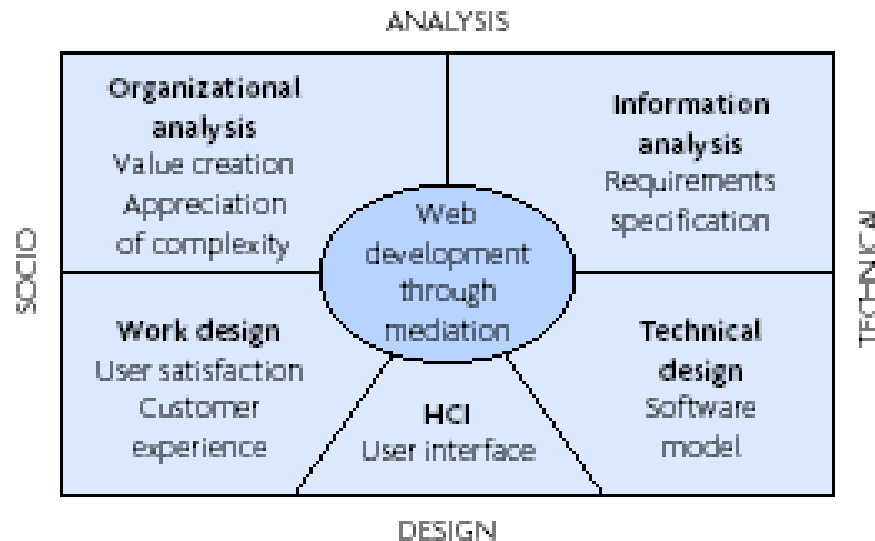 ANALYSIS
Organizational
analysis
Value creation
Appreciation
of complexity
Information
analysis
Requirements
specification
Web
development
through
mediation
SOCIO
TECHNICAL
Work design
User satisfaction
Customer
experience
HCI
User interface
Technical
design
Software
model
DESIGN